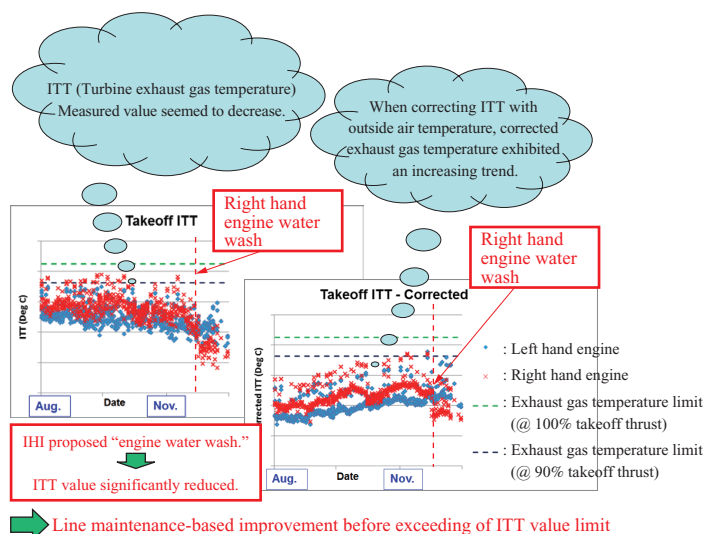 ITT (Turbine exhaust gas temperature)
Measured value seemed to decrease.
When correcting ITT with
outside air temperature, corrected
exhaust gas temperature exhibited
an increasing trend.
Right hand
engine water
wash
Takeoff ITT
ITT (Deg C)
Aug.
Date
Nov.
Right hand
engine water
wash
Takeoff ITT - Corrected
ITT (Deg C)
Aug.
Date
Nov.
: Left hand engine
: Right hand engine
: Exhaust gas temperature limit
(@ 100% takeoff thrust)
: Exhaust gas temperature limit
(@ 90% takeoff thrust)
IHI proposed “engine water wash.”
ITT value significantly reduced.
Line maintenance-based improvement before exceeding of ITT value limit